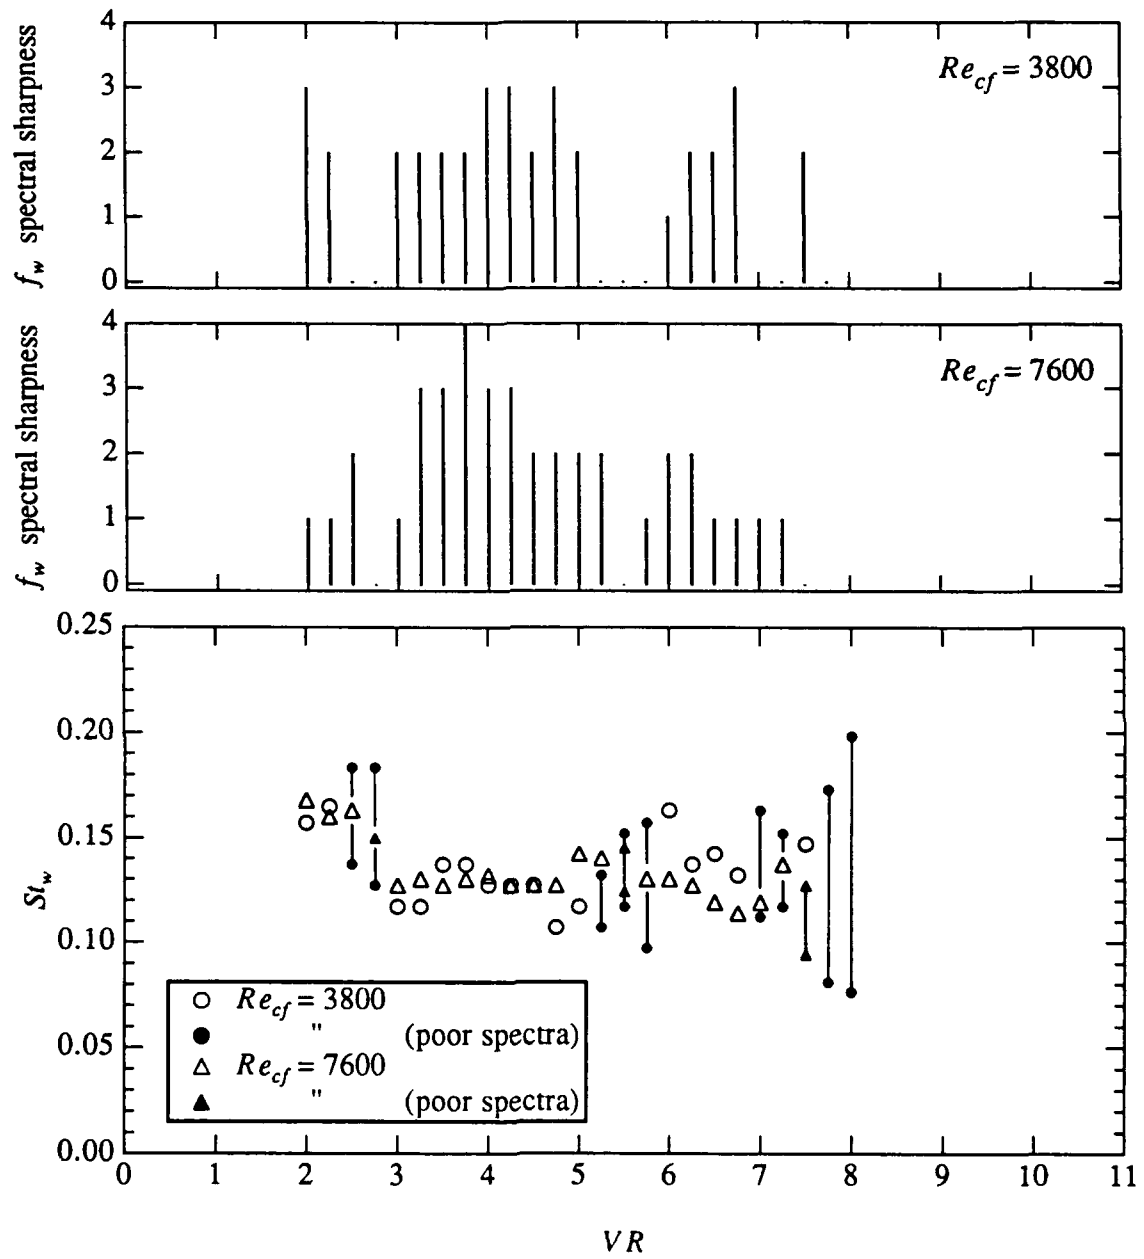 4
3
2
1
0
f_w spectral sharpness
Re_cf = 3800
4
3
2
1
0
f_w spectral sharpness
Re_cf = 7600
0.25
0.20
0.15
0.10
0.05
0.00
St_w
Re_cf = 3800
" (poor spectra)
Re_cf = 7600
" (poor spectra)
0 1 2 3 4 5 6 7 8 9 10 11
VR